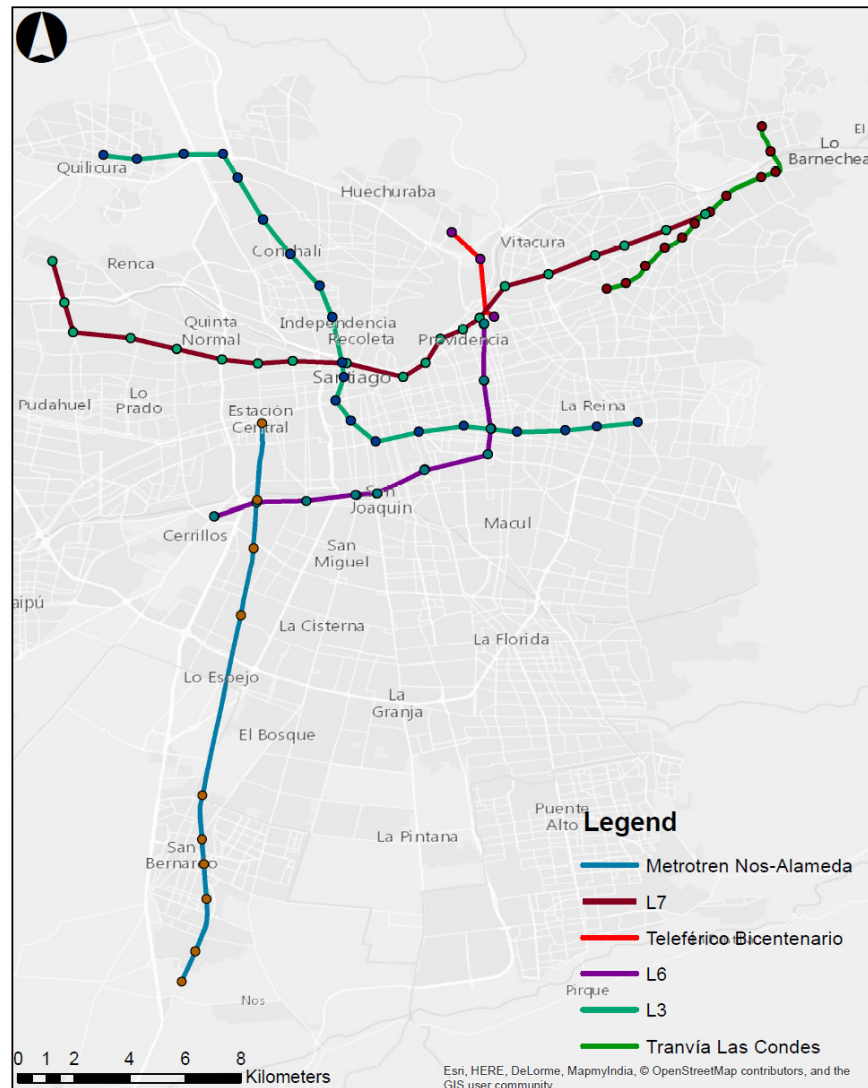 El
Lo
Barnechea
Quilicura
Huechuraba
Vitacura
Conchalí
Renca
Quinta
Normal
Independencia
Recoleta
Providencia
Santiago
Pudahuel
Lo
Prado
Estación
Central
La Reina
San
Joaquín
Cerrillos
Macul
San
Miguel
aipú
La Cisterna
La Florida
Lo Espejo
La
Granja
El Bosque
Puente
Alto
La Pintana
San
Bernardo
Legend
Metrotren Nos-Alameda
L7
Teleférico Bicentenario
L6
L3
Tranvía Las Condes
Nos
Pirque
0 1 2 4 6 8
Kilometers
Esri, HERE, DeLorme, MapmyIndia, © OpenStreetMap contributors, and the
GIS user community